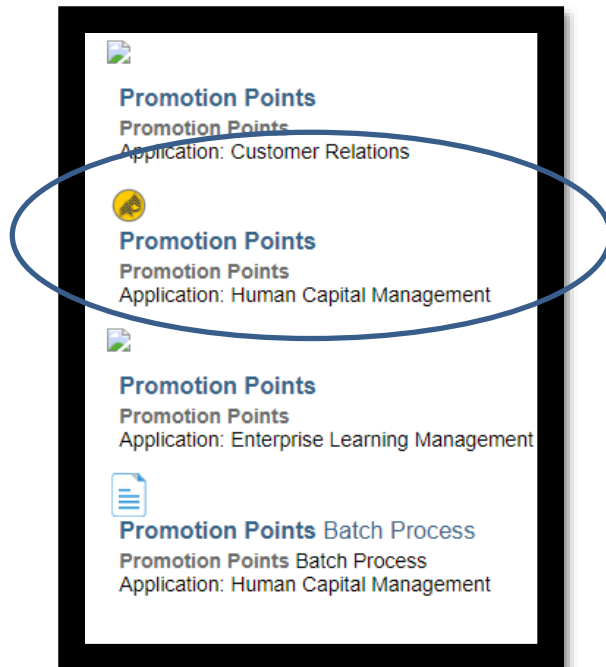 Promotion Points
Promotion Points
Application: Customer Relations
Promotion Points
Promotion Points
Application: Human Capital Management
Promotion Points
Promotion Points
Application: Enterprise Learning Management
Promotion Points Batch Process
Promotion Points Batch Process
Application: Human Capital Management